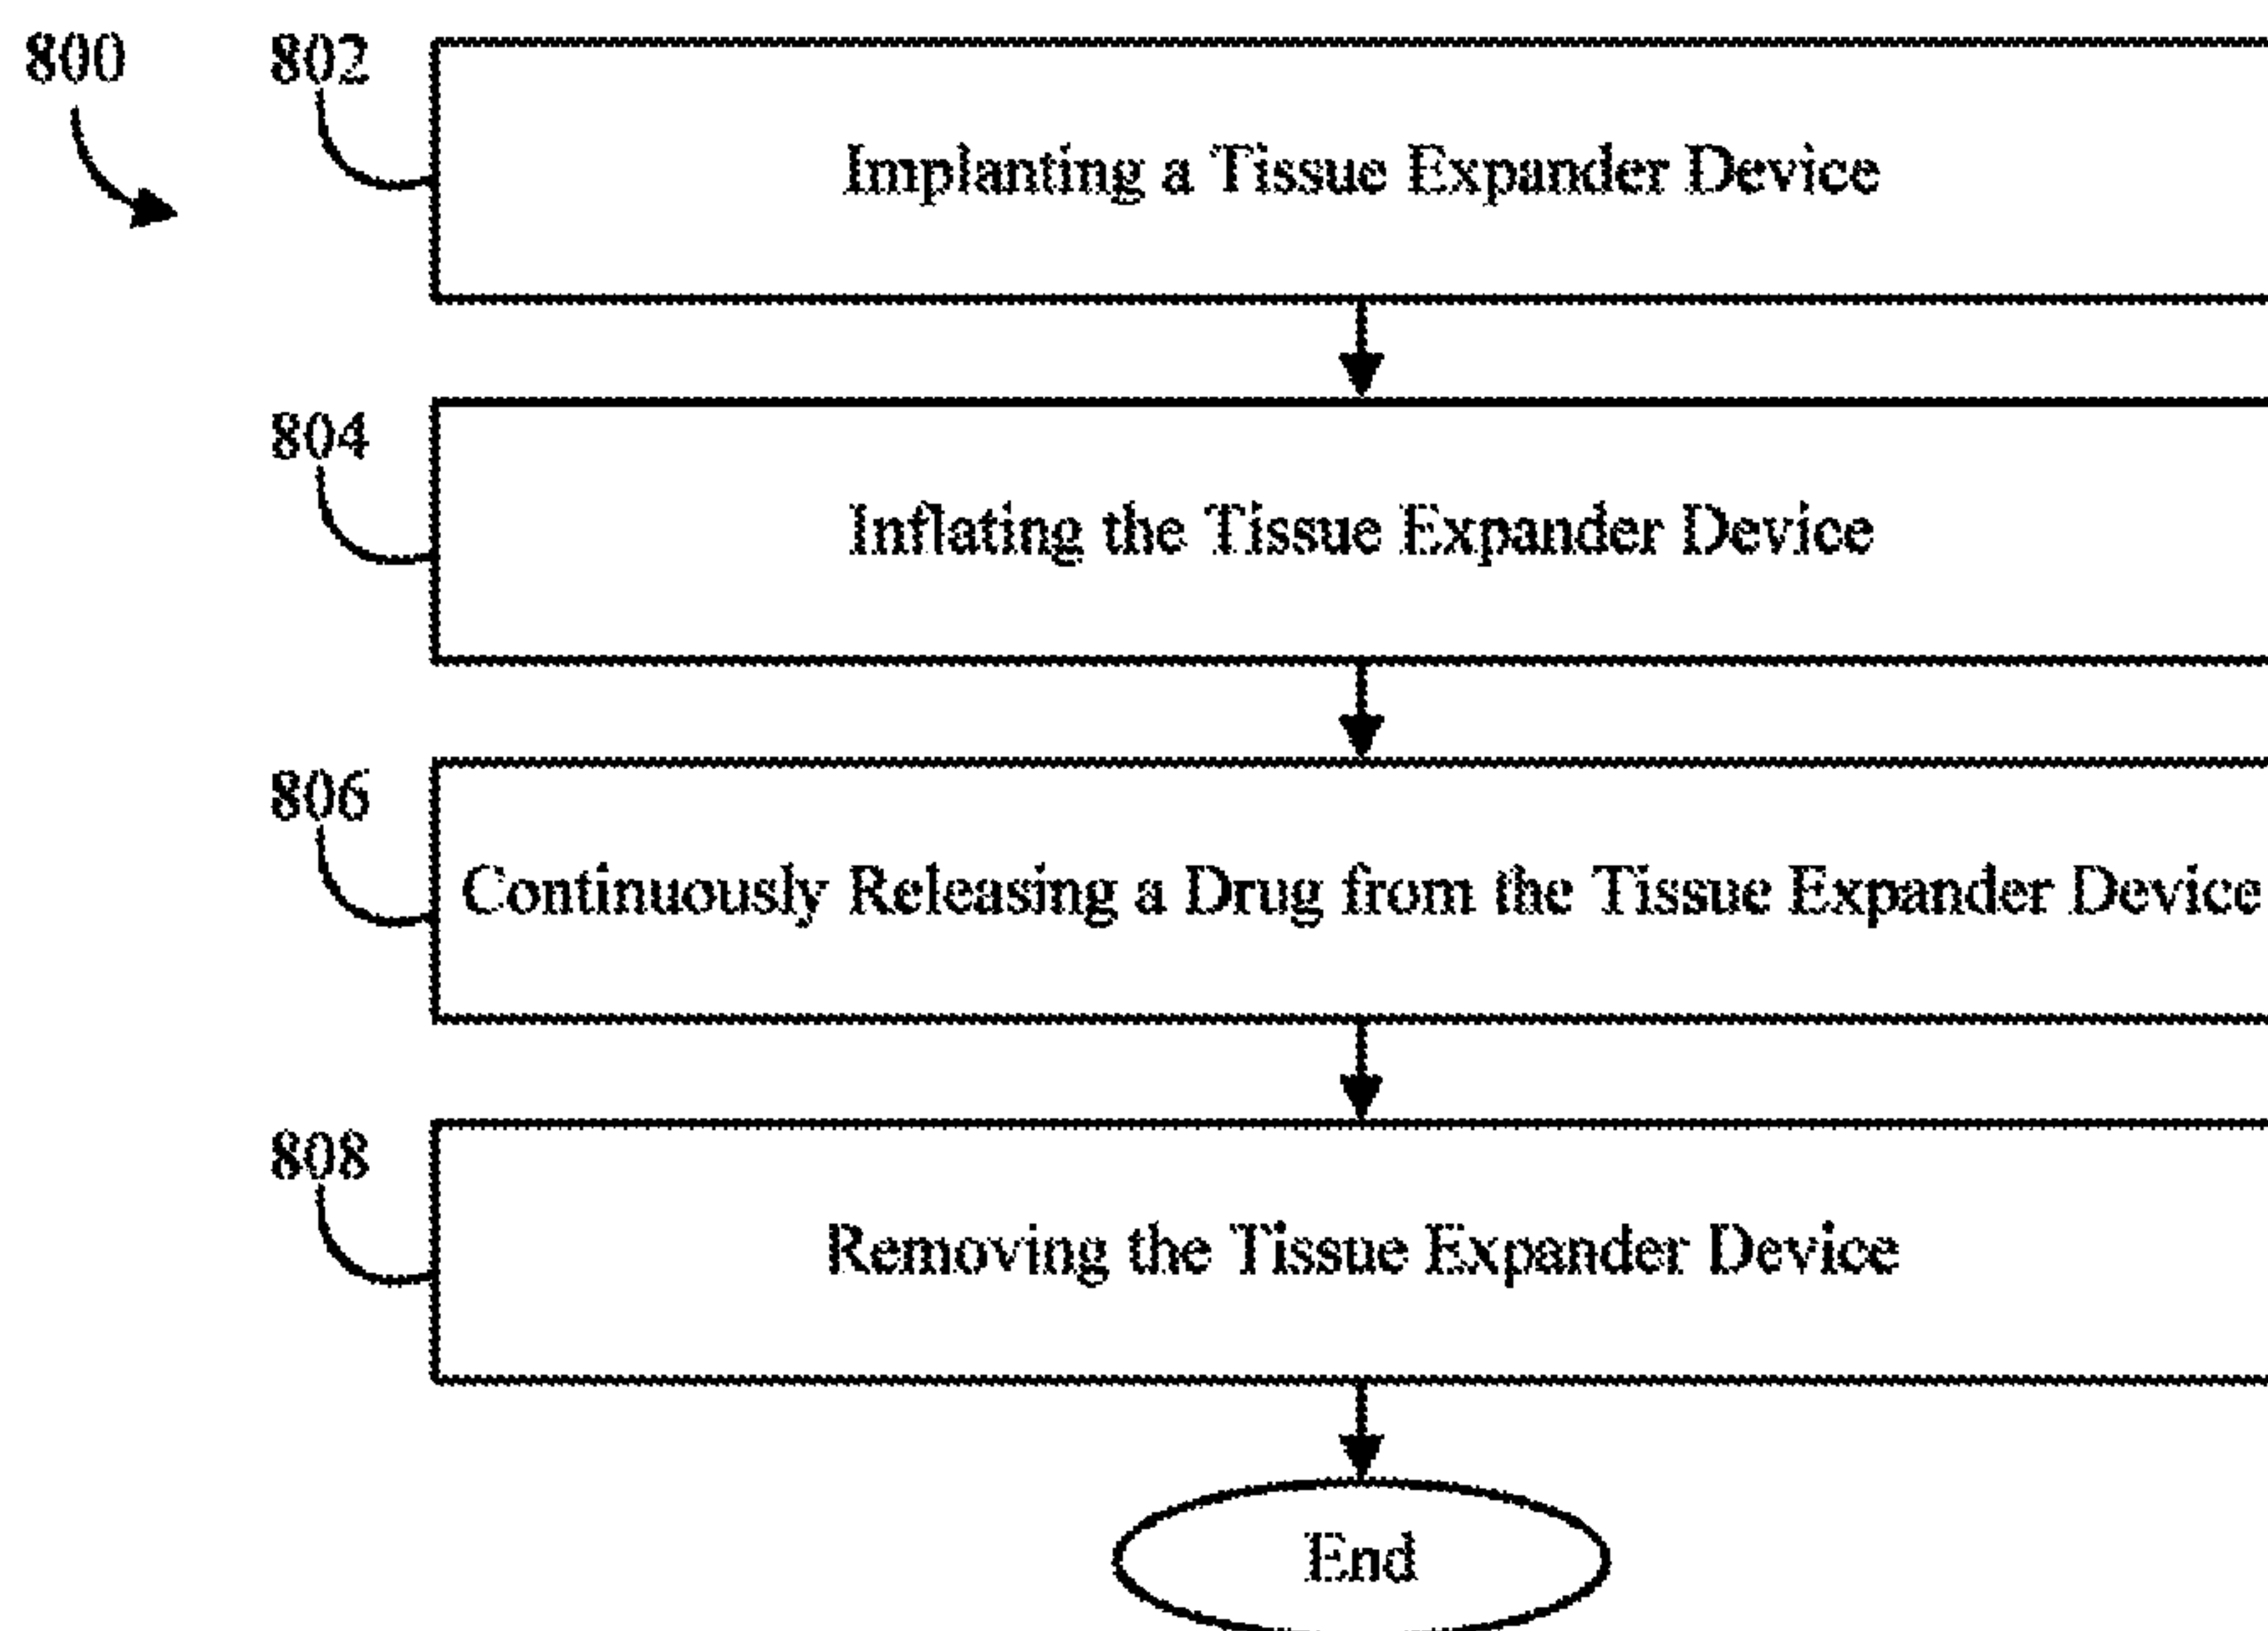 800
802
Implanting a Tissue Expander Device
804
Inflating the Tissue Expander Device
806
Continuously Releasing a Drug from the Tissue Expander Device
808
Removing the Tissue Expander Device
End